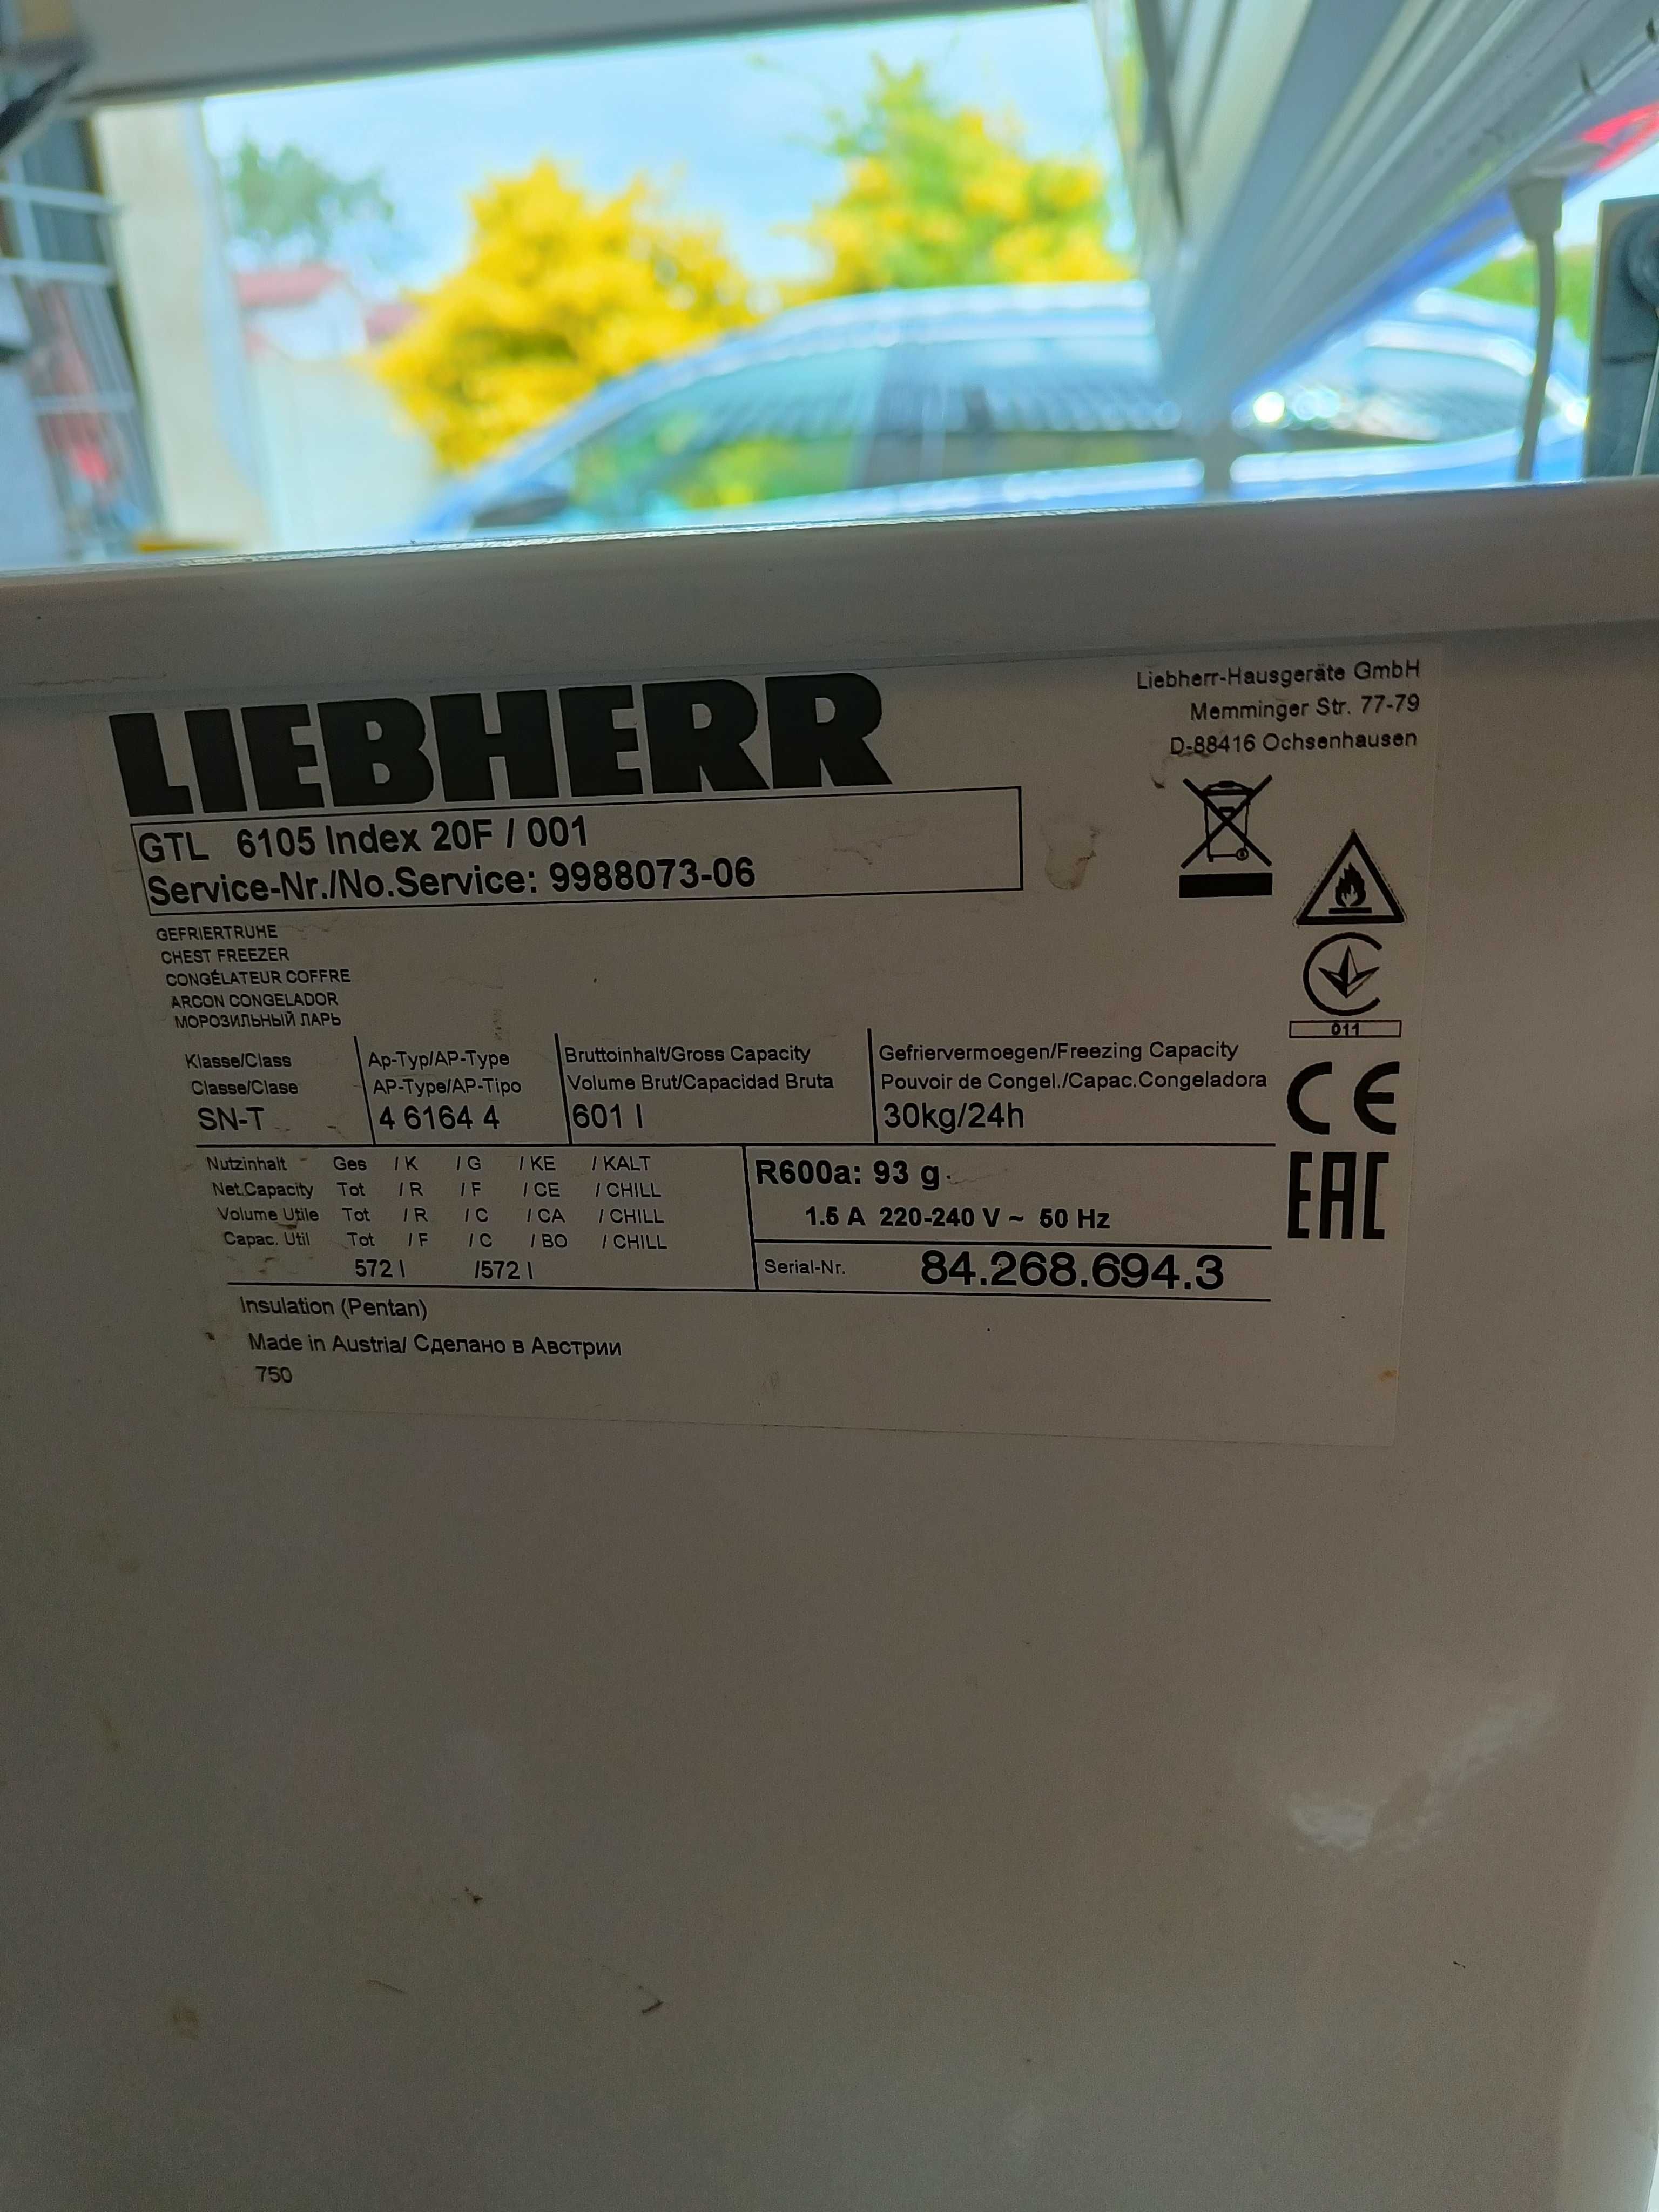 LIEBHERR
Liebherr-Hausgeräte GmbH
Memminger Str. 77-79
D-88416 Ochsenhausen
GTL 6105 Index 20F / 001
Service-Nr./No.Service: 9988073-06
GEFRIERTRUHE
CHEST FREEZER
CONGÉLATEUR COFFRE
ARCON CONGELADOR
МОРОЗИЛЬНЫЙ ЛАРЬ
011
Klasse/Class Ap-Typ/AP-Type Bruttoinhalt/Gross Capacity Gefriervermoegen/Freezing Capacity
Classe/Clase AP-Type/AP-Tipo Volume Brut/Capacidad Bruta Pouvoir de Congel./Capac.Congeladora
SN-T 4 6164 4 601 l 30kg/24h
CE
EAC
Nutzinhalt Ges / K / G / KE / KALT
Net.Capacity Tot / R / F / CE / CHILL
Volume Utile Tot / R / C / CA / CHILL
Capac. Util Tot / F / C / BO / CHILL
572 l /572 l
R600a: 93 g
1.5 A 220-240 V ~ 50 Hz
Serial-Nr. 84.268.694.3
Insulation (Pentan)
Made in Austria/ Сделано в Австрии
750